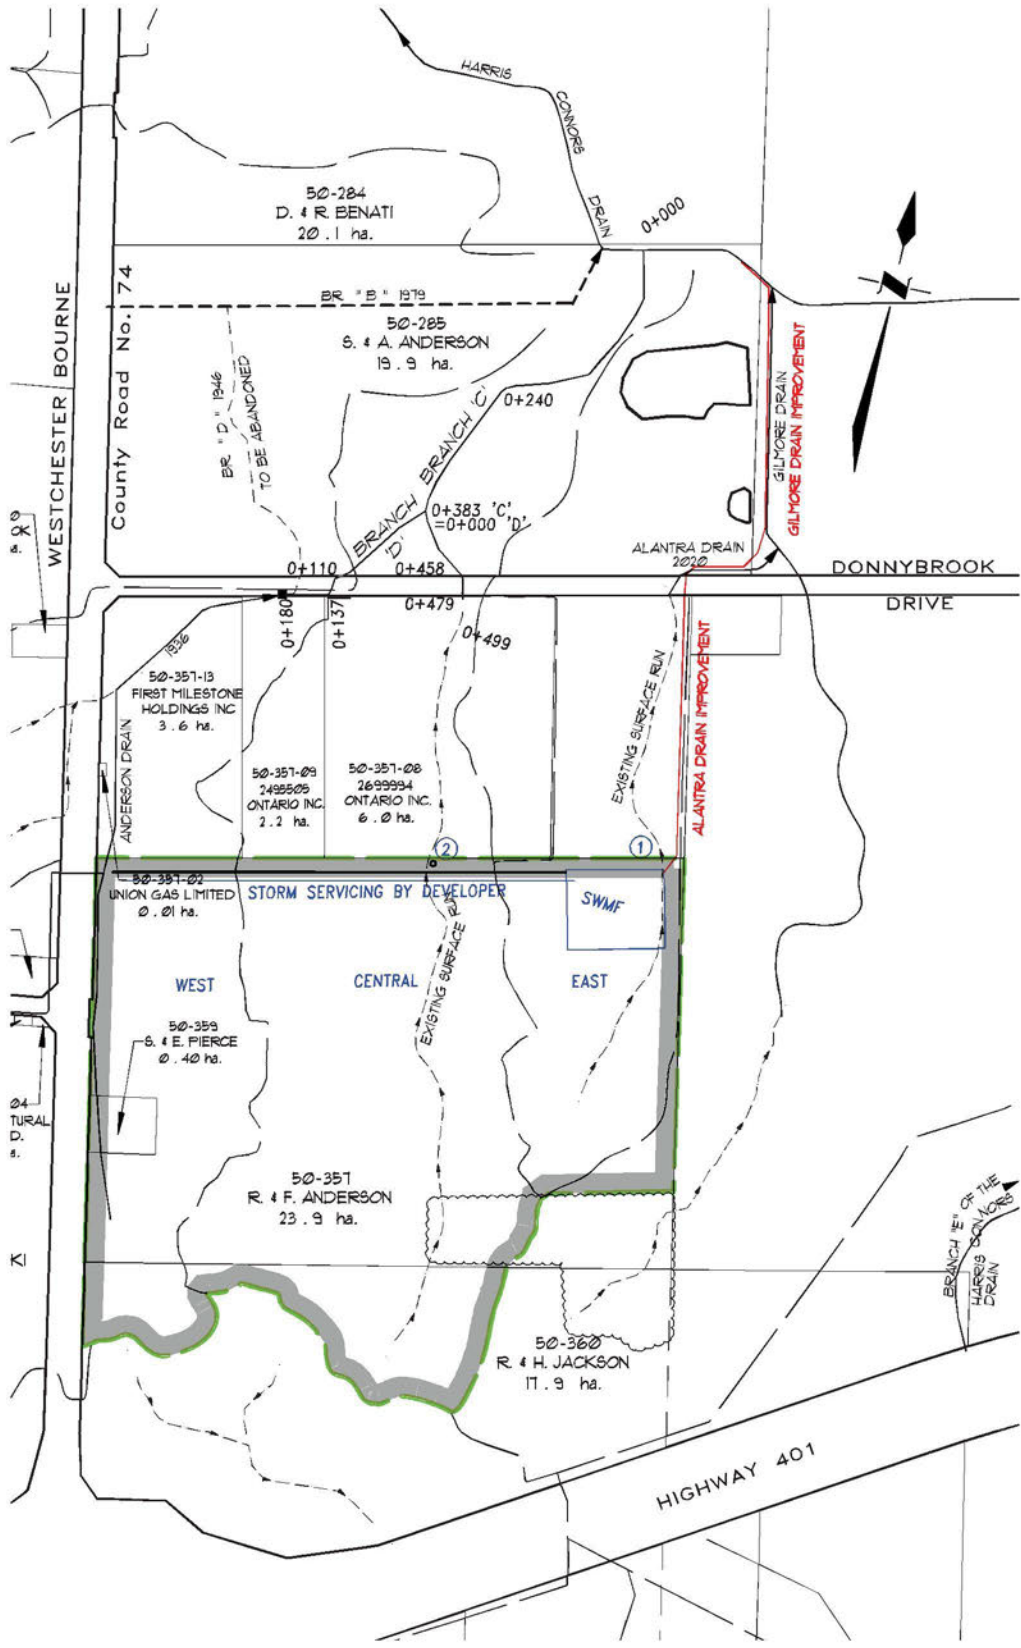 HARRIS
CONNORS
DRAIN
0+000
50-284
D. & R. BENATI
20.1 ha.
WESTCHESTER BOURNE
County Road No. 74
BR "B" 1979
50-285
S. & A. ANDERSON
19.9 ha.
BR "D" 1946
TO BE ABANDONED
BRANCH 'C'
0+240
GILMORE DRAIN
GILMORE DRAIN IMPROVEMENT
BRANCH
'D'
0+383 'C'
=0+000 'D'
ALANTRA DRAIN
2020
0+110
0+458
DONNYBROOK
DRIVE
0+180
0+137
0+479
0+499
1936
50-357-13
FIRST MILESTONE
HOLDINGS INC
3.6 ha.
ANDERSON DRAIN
50-357-09
2495505
ONTARIO INC.
2.2 ha.
50-357-08
2699994
ONTARIO INC.
6.0 ha.
EXISTING SURFACE RUN
ALANTRA DRAIN IMPROVEMENT
2
1
50-357-02
UNION GAS LIMITED
0.01 ha.
STORM SERVICING BY DEVELOPER
SWMF
EXISTING SURFACE RUN
WEST
CENTRAL
EAST
50-359
S. & E. PIERCE
0.40 ha.
04
TURAL
D.
a.
50-357
R. & F. ANDERSON
23.9 ha.
KI
BRANCH "E" OF THE
HARRIS CONNORS
DRAIN
50-360
R. & H. JACKSON
17.9 ha.
HIGHWAY 401